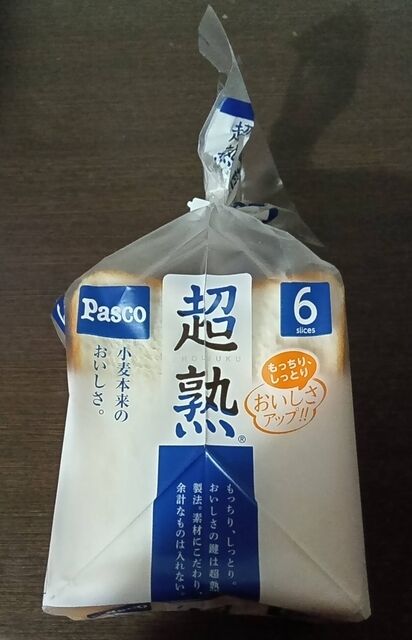 超熟
Pasco
6
slices
超熟
CHOJUKU
小麦本来の
おいしさ。
もっちり、
しっとり
おいしさ
アップ!!
®
もっちり、しっとり。
おいしさの鍵は超熟
製法。素材にこだわり、
余計なものは入れない。